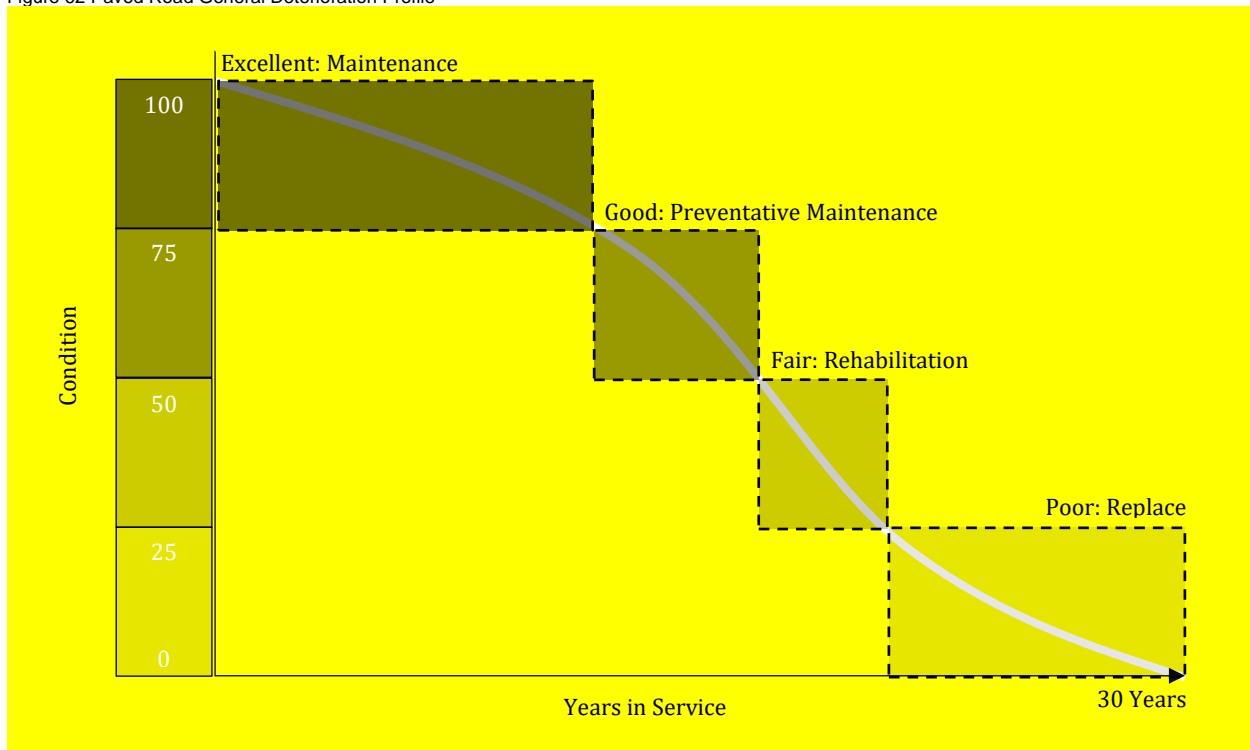 Figure 32 Paved Road General Deterioration Profile
Excellent: Maintenance
100
Good: Preventative Maintenance
75
Fair: Rehabilitation
Condition
50
Poor: Replace
25
0
30 Years
Years in Service